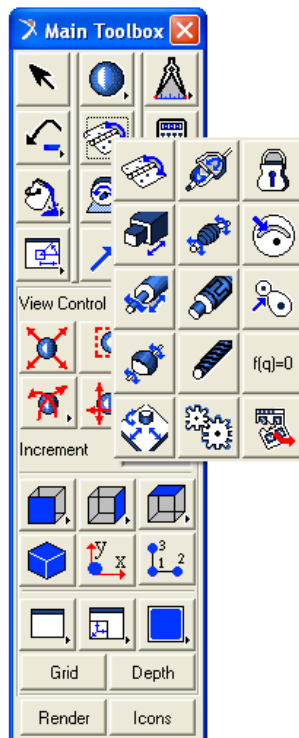 Main Toolbox
f(q)=0
View Control
Increment
y
x
3
1 2
Grid Depth
Render Icons